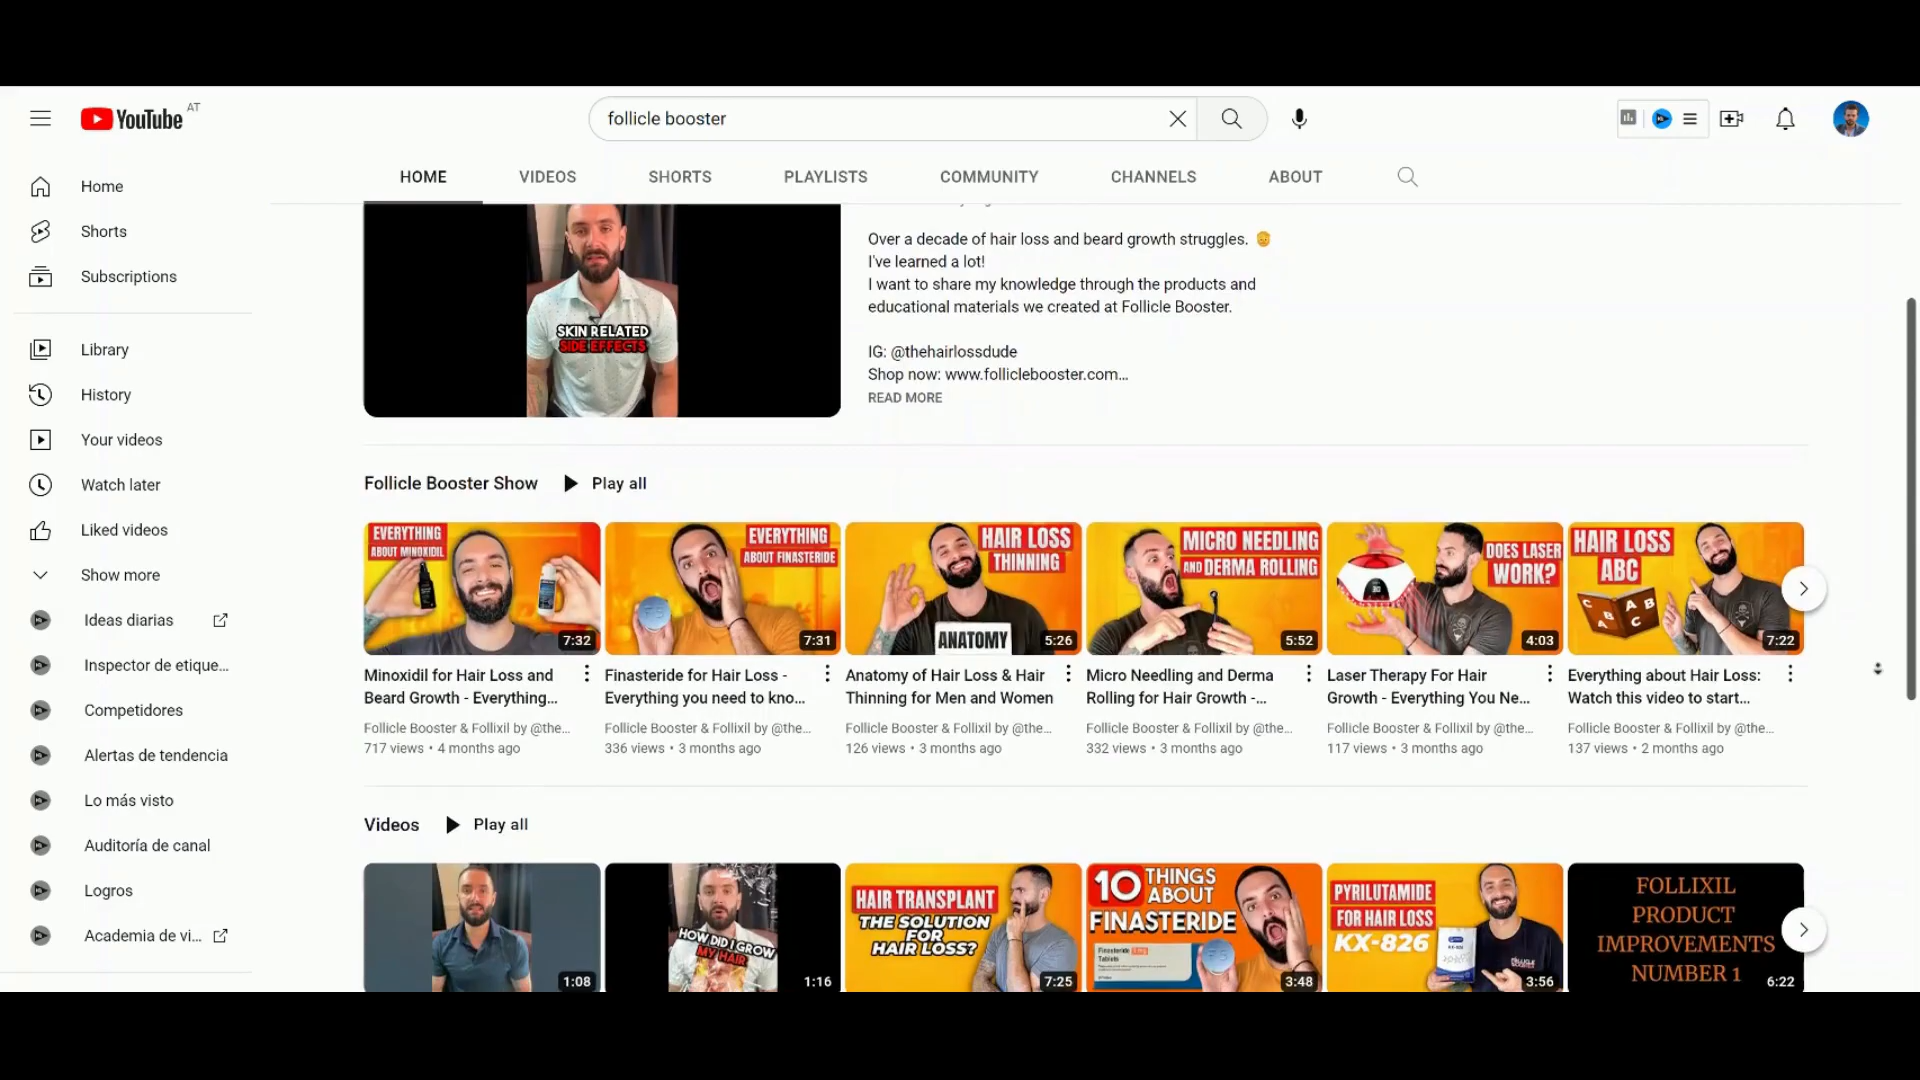 YouTube AT
follicle booster
Home
Shorts
Subscriptions
Library
History
Your videos
Watch later
Liked videos
Show more
Ideas diarias
Inspector de etique...
Competidores
Alertas de tendencia
Lo más visto
Auditoría de canal
Logros
Academia de vi...
HOME VIDEOS SHORTS PLAYLISTS COMMUNITY CHANNELS ABOUT
SKIN RELATED
SIDE EFFECTS
Over a decade of hair loss and beard growth struggles.
I've learned a lot!
I want to share my knowledge through the products and
educational materials we created at Follicle Booster.
IG: @thehairlossdude
Shop now: www.folliclebooster.com...
READ MORE
Follicle Booster Show Play all
EVERYTHING
ABOUT MINOXIDIL
7:32
Minoxidil for Hair Loss and
Beard Growth - Everything...
Follicle Booster & Follixil by @the...
717 views • 4 months ago
EVERYTHING
ABOUT FINASTERIDE
7:31
Finasteride for Hair Loss -
Everything you need to kno...
Follicle Booster & Follixil by @the...
336 views • 3 months ago
HAIR LOSS
THINNING
ANATOMY
5:26
Anatomy of Hair Loss & Hair
Thinning for Men and Women
Follicle Booster & Follixil by @the...
126 views • 3 months ago
MICRO NEEDLING
AND DERMA ROLLING
5:52
Micro Needling and Derma
Rolling for Hair Growth -...
Follicle Booster & Follixil by @the...
332 views • 3 months ago
DOES LASER
WORK?
4:03
Laser Therapy For Hair
Growth - Everything You Ne...
Follicle Booster & Follixil by @the...
117 views • 3 months ago
HAIR LOSS
ABC
C B A A B C
7:22
Everything about Hair Loss:
Watch this video to start...
Follicle Booster & Follixil by @the...
137 views • 2 months ago
Videos Play all
1:08
HOW DID I GROW
MY HAIR
1:16
HAIR TRANSPLANT
THE SOLUTION
FOR
HAIR LOSS?
7:25
10 THINGS
ABOUT
FINASTERIDE
Finasteride 5 mg
Tablets
3:48
PYRILUTAMIDE
FOR HAIR LOSS
KX-826
KX-826
3:56
FOLLIXIL
PRODUCT
IMPROVEMENTS
NUMBER 1
6:22